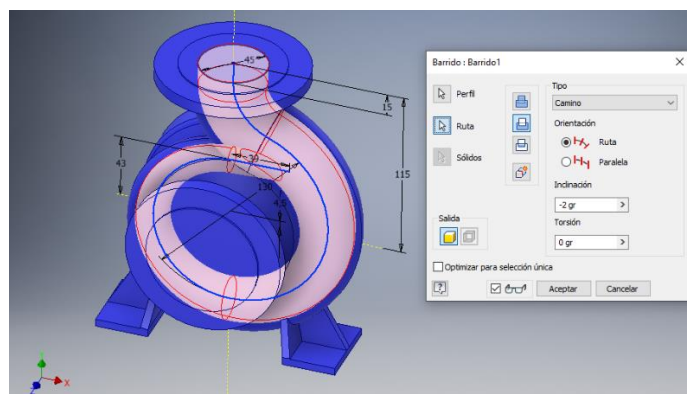 45
15
43
39
110
4,5
115
Z
X
Barrido : Barrido1
Perfil
Ruta
Sólidos
Salida
Tipo
Camino
Orientación
Ruta
Paralela
Inclinación
-2 gr
Torsión
0 gr
Optimizar para selección única
Aceptar
Cancelar